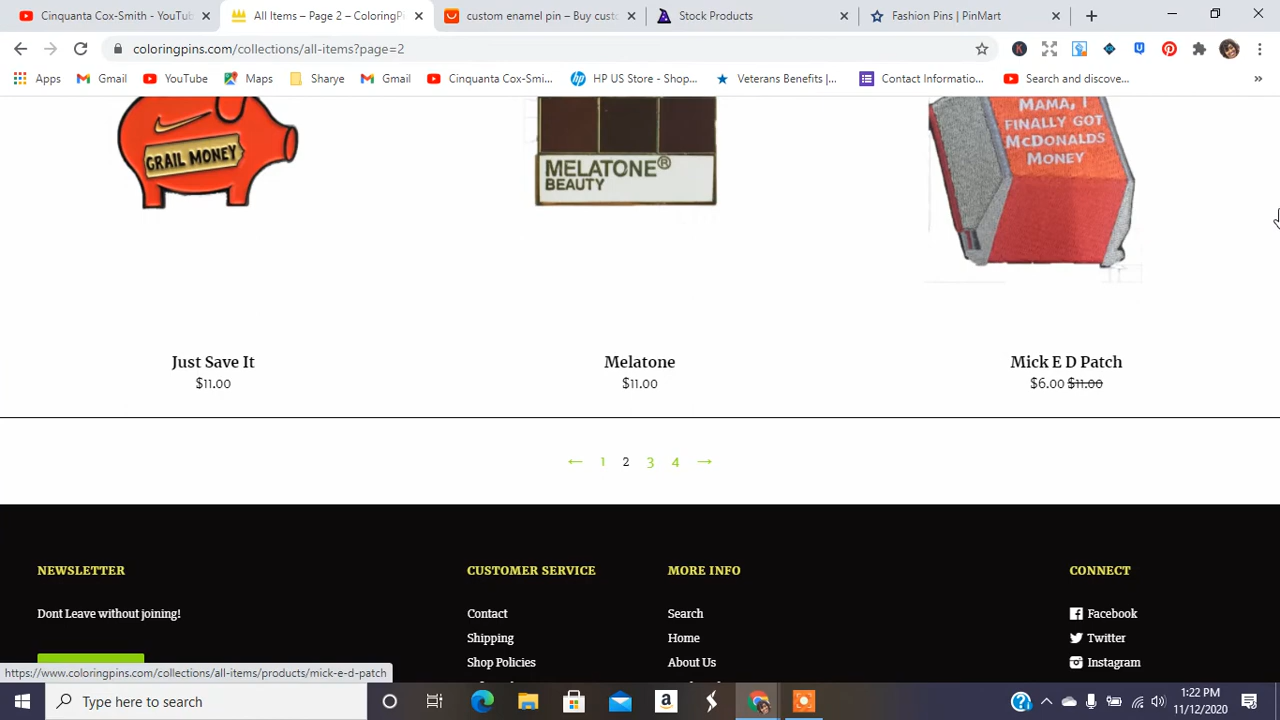 Cinquanta Cox-Smith - YouTu
All Items – Page 2 – ColoringPi
custom enamel pin – Buy cust
Stock Products
Fashion Pins | PinMart
coloringpins.com/collections/all-items?page=2
Apps
Gmail
YouTube
Maps
Sharye
Gmail
Cinquanta Cox-Smi...
HP US Store - Shop...
Veterans Benefits |...
Contact Informatio...
Search and discove...
GRAIL MONEY
MELATONE®
BEAUTY
MAMA, I
FINALLY GOT
McDONALDS
MONEY
Just Save It
$11.00
Melatone
$11.00
Mick E D Patch
$6.00 $11.00
← 1 2 3 4 →
NEWSLETTER
Dont Leave without joining!
CUSTOMER SERVICE
Contact
Shipping
Shop Policies
MORE INFO
Search
Home
About Us
CONNECT
Facebook
Twitter
Instagram
https://www.coloringpins.com/collections/all-items/products/mick-e-d-patch
Type here to search
1:22 PM
11/12/2020